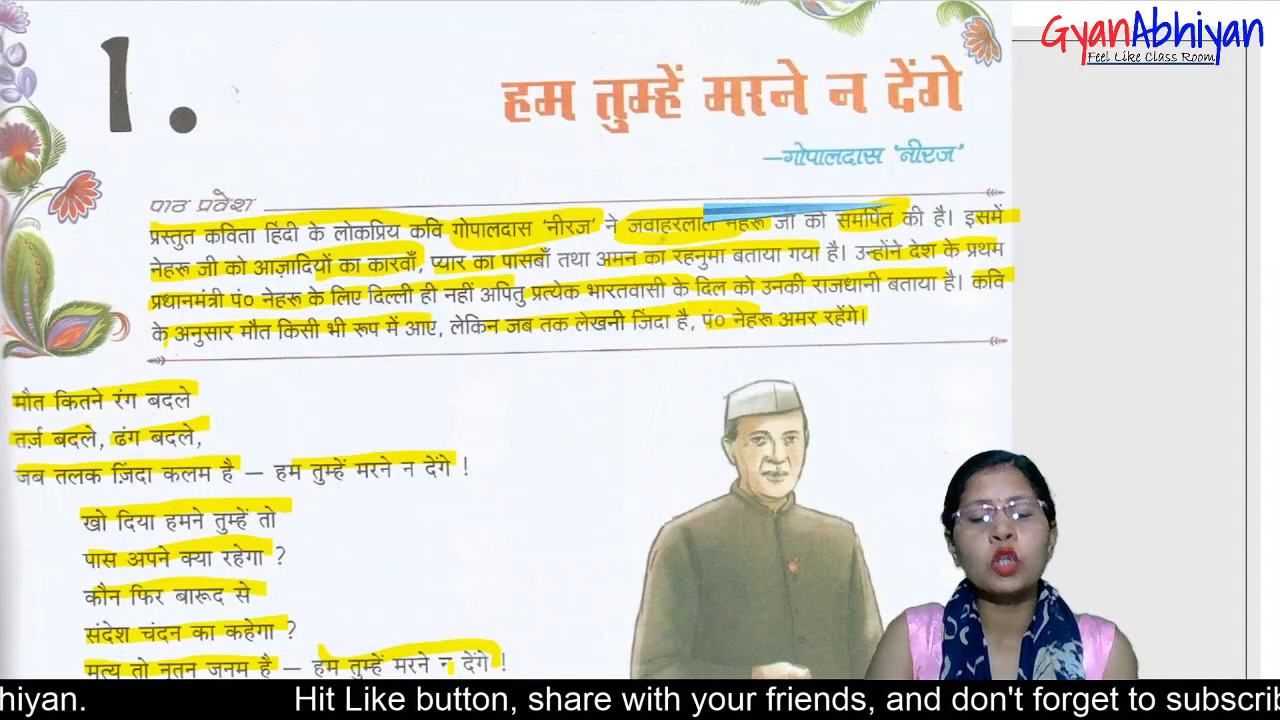 GyanAbhiyan
Feel Like Class Room
1.
हम तुम्हें मरने न देंगे
—गोपालदास 'नीरज'
पाठ प्रवेश
प्रस्तुत कविता हिंदी के लोकप्रिय कवि गोपालदास 'नीरज' ने जवाहरलाल नेहरू जी को समर्पित की है। इसमें
नेहरू जी को आज़ादियों का कारवाँ, प्यार का पासबाँ तथा अमन का रहनुमा बताया गया है। उन्होंने देश के प्रथम
प्रधानमंत्री पं० नेहरू के लिए दिल्ली ही नहीं अपितु प्रत्येक भारतवासी के दिल को उनकी राजधानी बताया है। कवि
के अनुसार मौत किसी भी रूप में आए, लेकिन जब तक लेखनी जिंदा है, पं० नेहरू अमर रहेंगे।
मौत कितने रंग बदले
तर्ज़ बदले, ढंग बदले,
जब तलक ज़िंदा कलम है — हम तुम्हें मरने न देंगे !
खो दिया हमने तुम्हें तो
पास अपने क्या रहेगा ?
कौन फिर बारूद से
संदेश चंदन का कहेगा ?
मृत्यु तो नूतन जनम है — हम तुम्हें मरने न देंगे !
hiyan. Hit Like button, share with your friends, and don't forget to subscrib